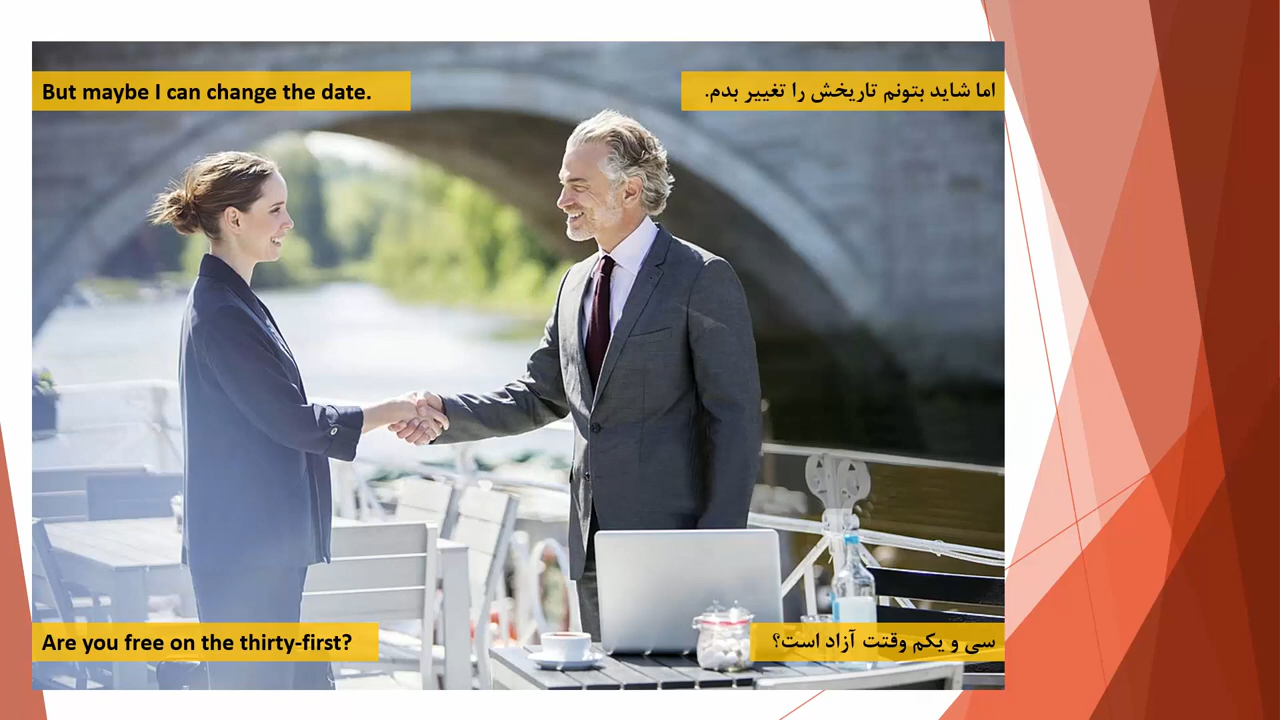 But maybe I can change the date.
اما شاید بتونم تاریخش را تغییر بدم.
Are you free on the thirty-first?
سی و یکم وقتت آزاد است؟